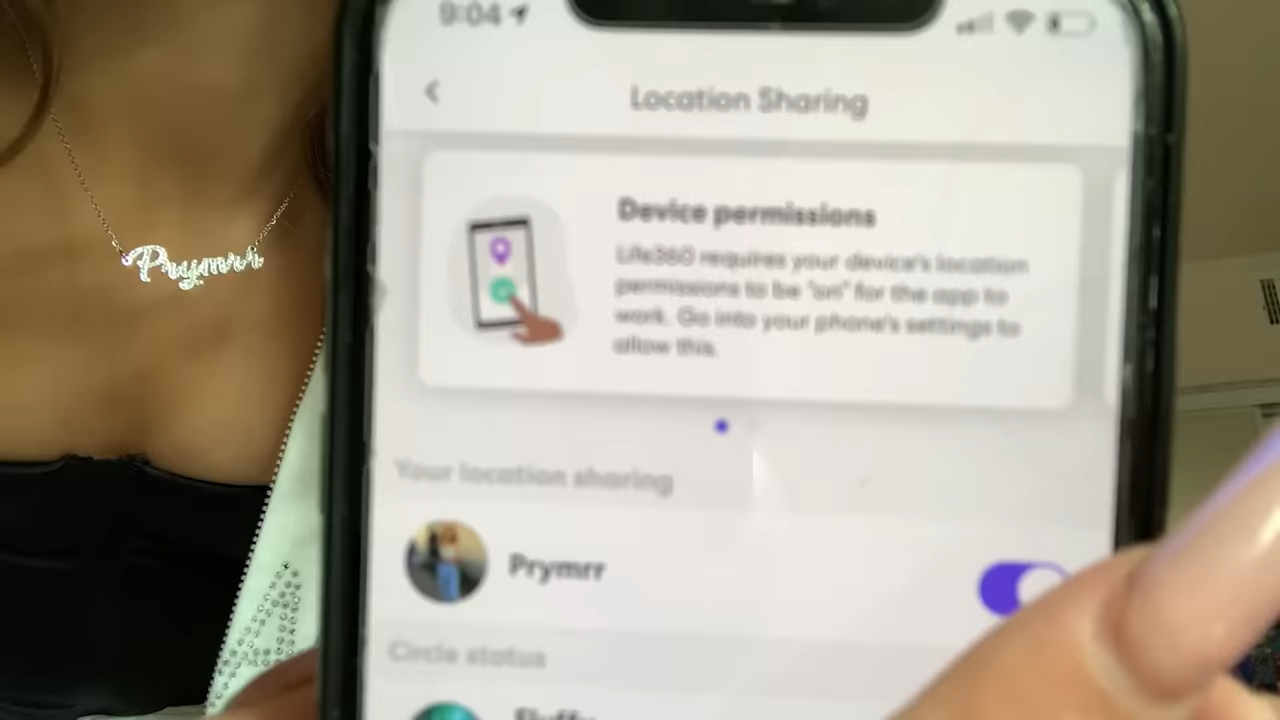 9:04
Location Sharing
Device permissions
Life360 requires your device's location
permissions to be "on" for the app to
work. Go into your phone's settings to
allow this.
Prymrr
Your location sharing
Prymrr
Circle status
Fluffy